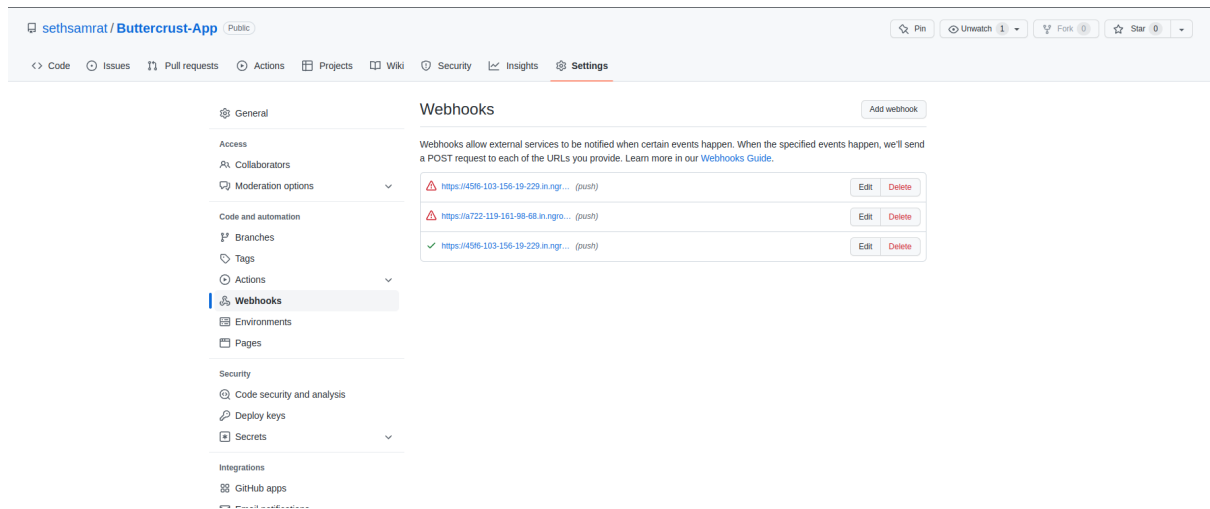 sethsamrat / Buttercrust-App Public
Pin Unwatch 1 Fork 0 Star 0
Code Issues Pull requests Actions Projects Wiki Security Insights Settings
General
Access
Collaborators
Moderation options
Code and automation
Branches
Tags
Actions
Webhooks
Environments
Pages
Security
Code security and analysis
Deploy keys
Secrets
Integrations
GitHub apps
Email notifications
Webhooks
Add webhook
Webhooks allow external services to be notified when certain events happen. When the specified events happen, we'll send
a POST request to each of the URLs you provide. Learn more in our Webhooks Guide.
https://45f6-103-156-19-229.in.ngr… (push) Edit Delete
https://a722-119-161-98-68.in.ngro… (push) Edit Delete
https://45f6-103-156-19-229.in.ngr… (push) Edit Delete